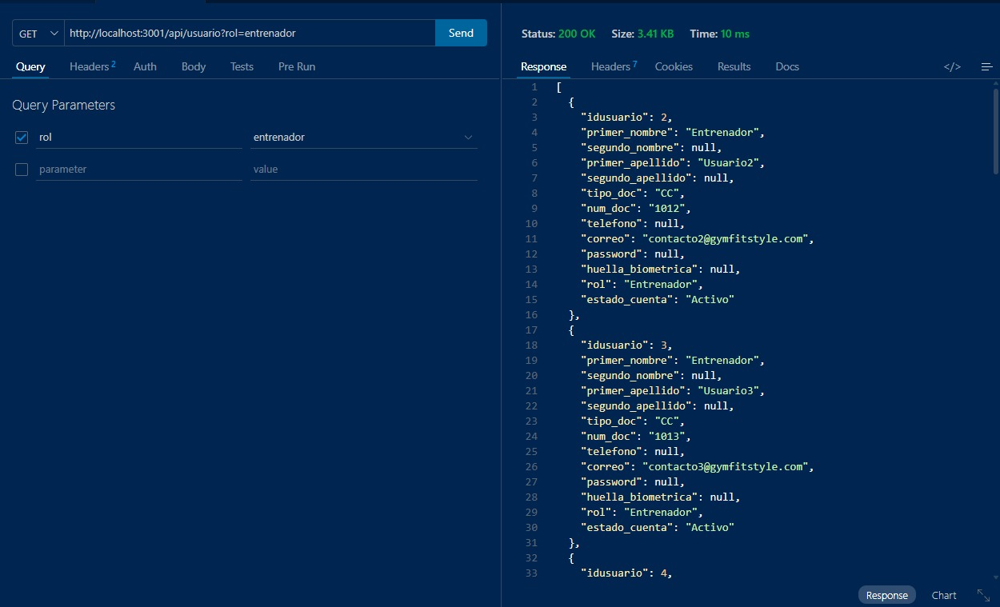 GET http://localhost:3001/api/usuario?rol=entrenador Send
Query Headers 2 Auth Body Tests Pre Run
Query Parameters
rol entrenador
parameter value
Status: 200 OK Size: 3.41 KB Time: 10 ms
Response Headers 7 Cookies Results Docs </>
1 [
2 {
3 "idusuario": 2,
4 "primer_nombre": "Entrenador",
5 "segundo_nombre": null,
6 "primer_apellido": "Usuario2",
7 "segundo_apellido": null,
8 "tipo_doc": "CC",
9 "num_doc": "1012",
10 "telefono": null,
11 "correo": "contacto2@gymfitstyle.com",
12 "password": null,
13 "huella_biometrica": null,
14 "rol": "Entrenador",
15 "estado_cuenta": "Activo"
16 },
17 {
18 "idusuario": 3,
19 "primer_nombre": "Entrenador",
20 "segundo_nombre": null,
21 "primer_apellido": "Usuario3",
22 "segundo_apellido": null,
23 "tipo_doc": "CC",
24 "num_doc": "1013",
25 "telefono": null,
26 "correo": "contacto3@gymfitstyle.com",
27 "password": null,
28 "huella_biometrica": null,
29 "rol": "Entrenador",
30 "estado_cuenta": "Activo"
31 },
32 {
33 "idusuario": 4,
Response Chart